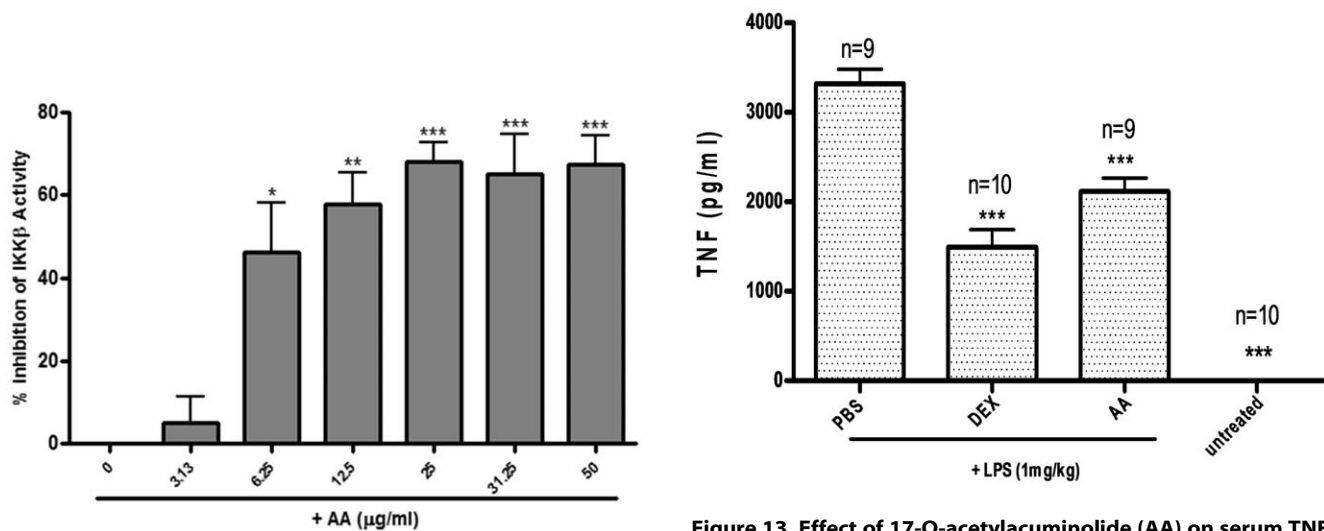 % Inhibition of IKKβ Activity
80
60
40
20
0
*
**
***
***
***
0
3.13
6.25
12.5
25
31.25
50
+ AA (µg/ml)
TNF (pg/ml)
4000
3000
2000
1000
0
n=9
n=10
***
n=9
***
n=10
***
PBS
DEX
AA
untreated
+ LPS (1mg/kg)
Figure 13. Effect of 17-O-acetylacuminolide (AA) on serum TNF